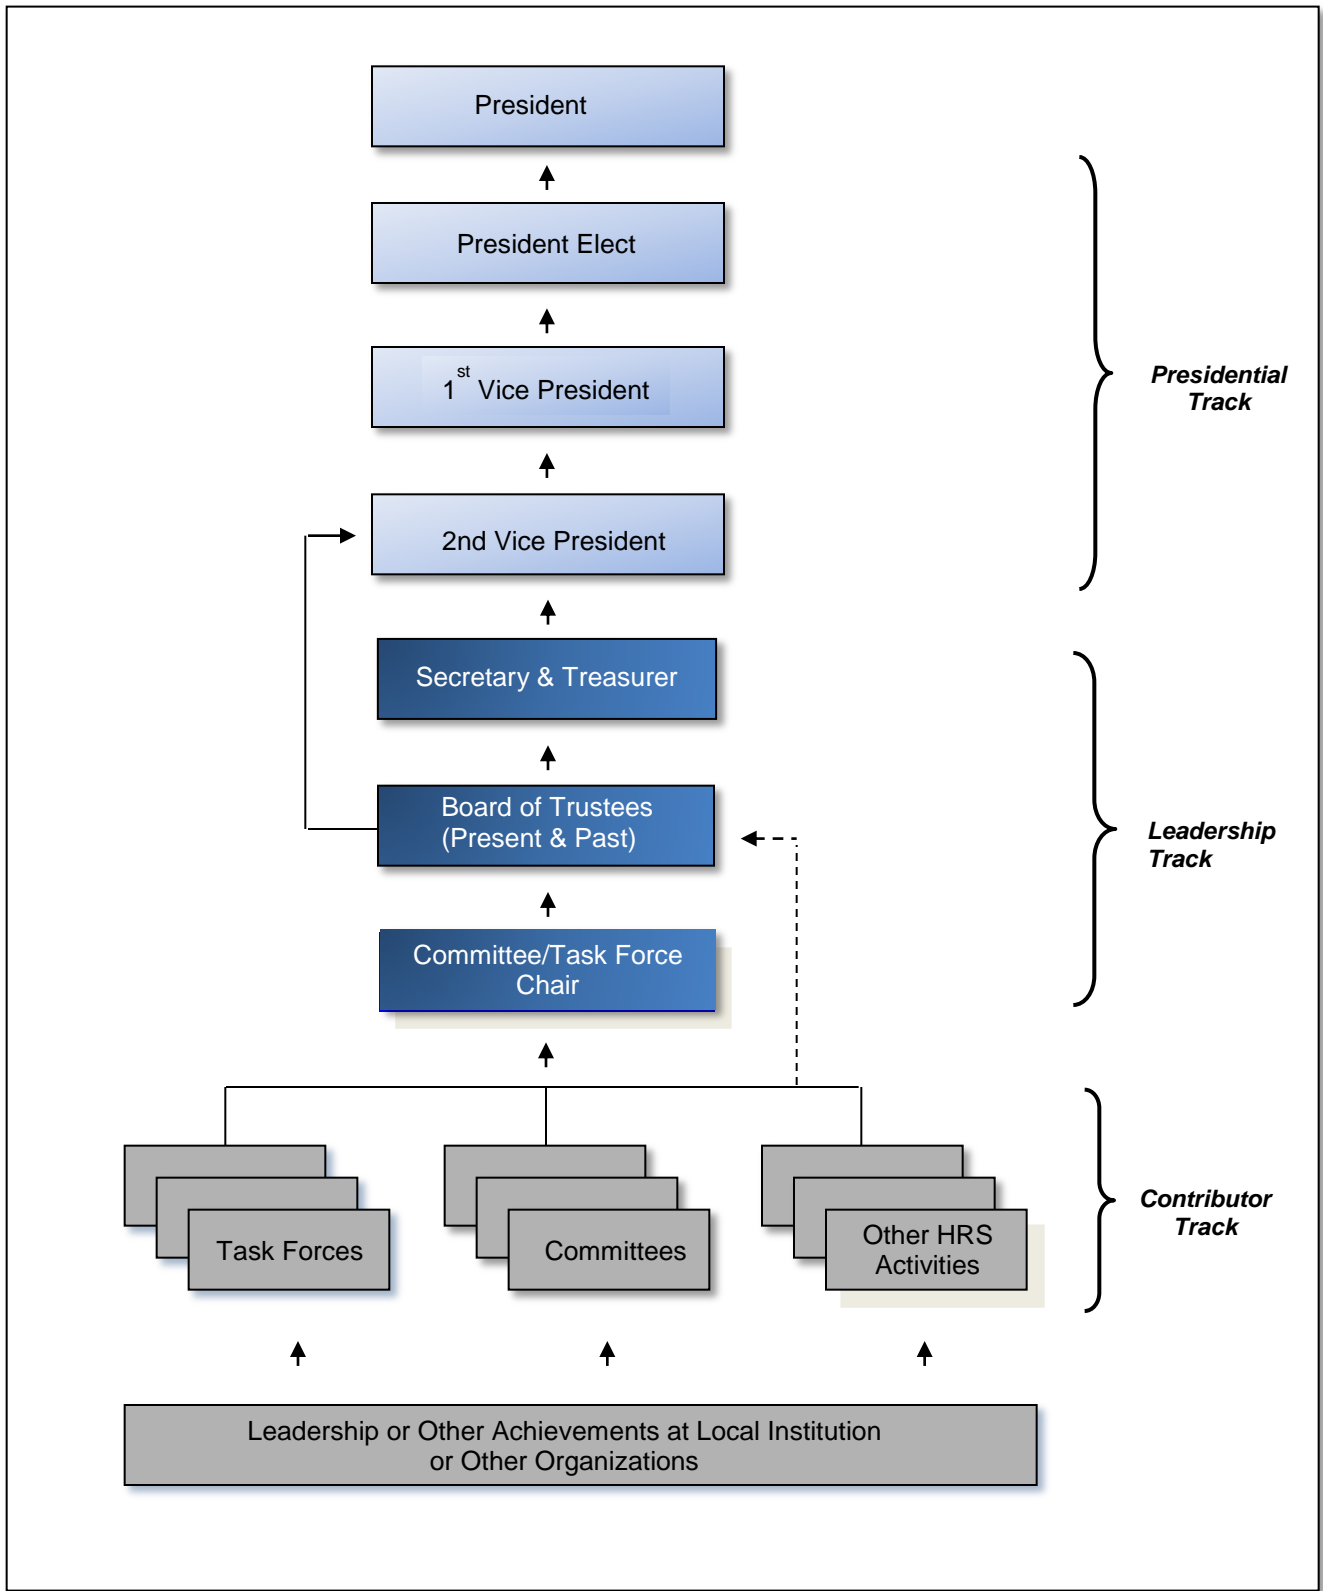 President
President Elect
1st Vice President
Presidential
Track
2nd Vice President
Secretary & Treasurer
Board of Trustees
(Present & Past)
Leadership
Track
Committee/Task Force
Chair
Contributor
Track
Task Forces
Committees
Other HRS
Activities
Leadership or Other Achievements at Local Institution
or Other Organizations